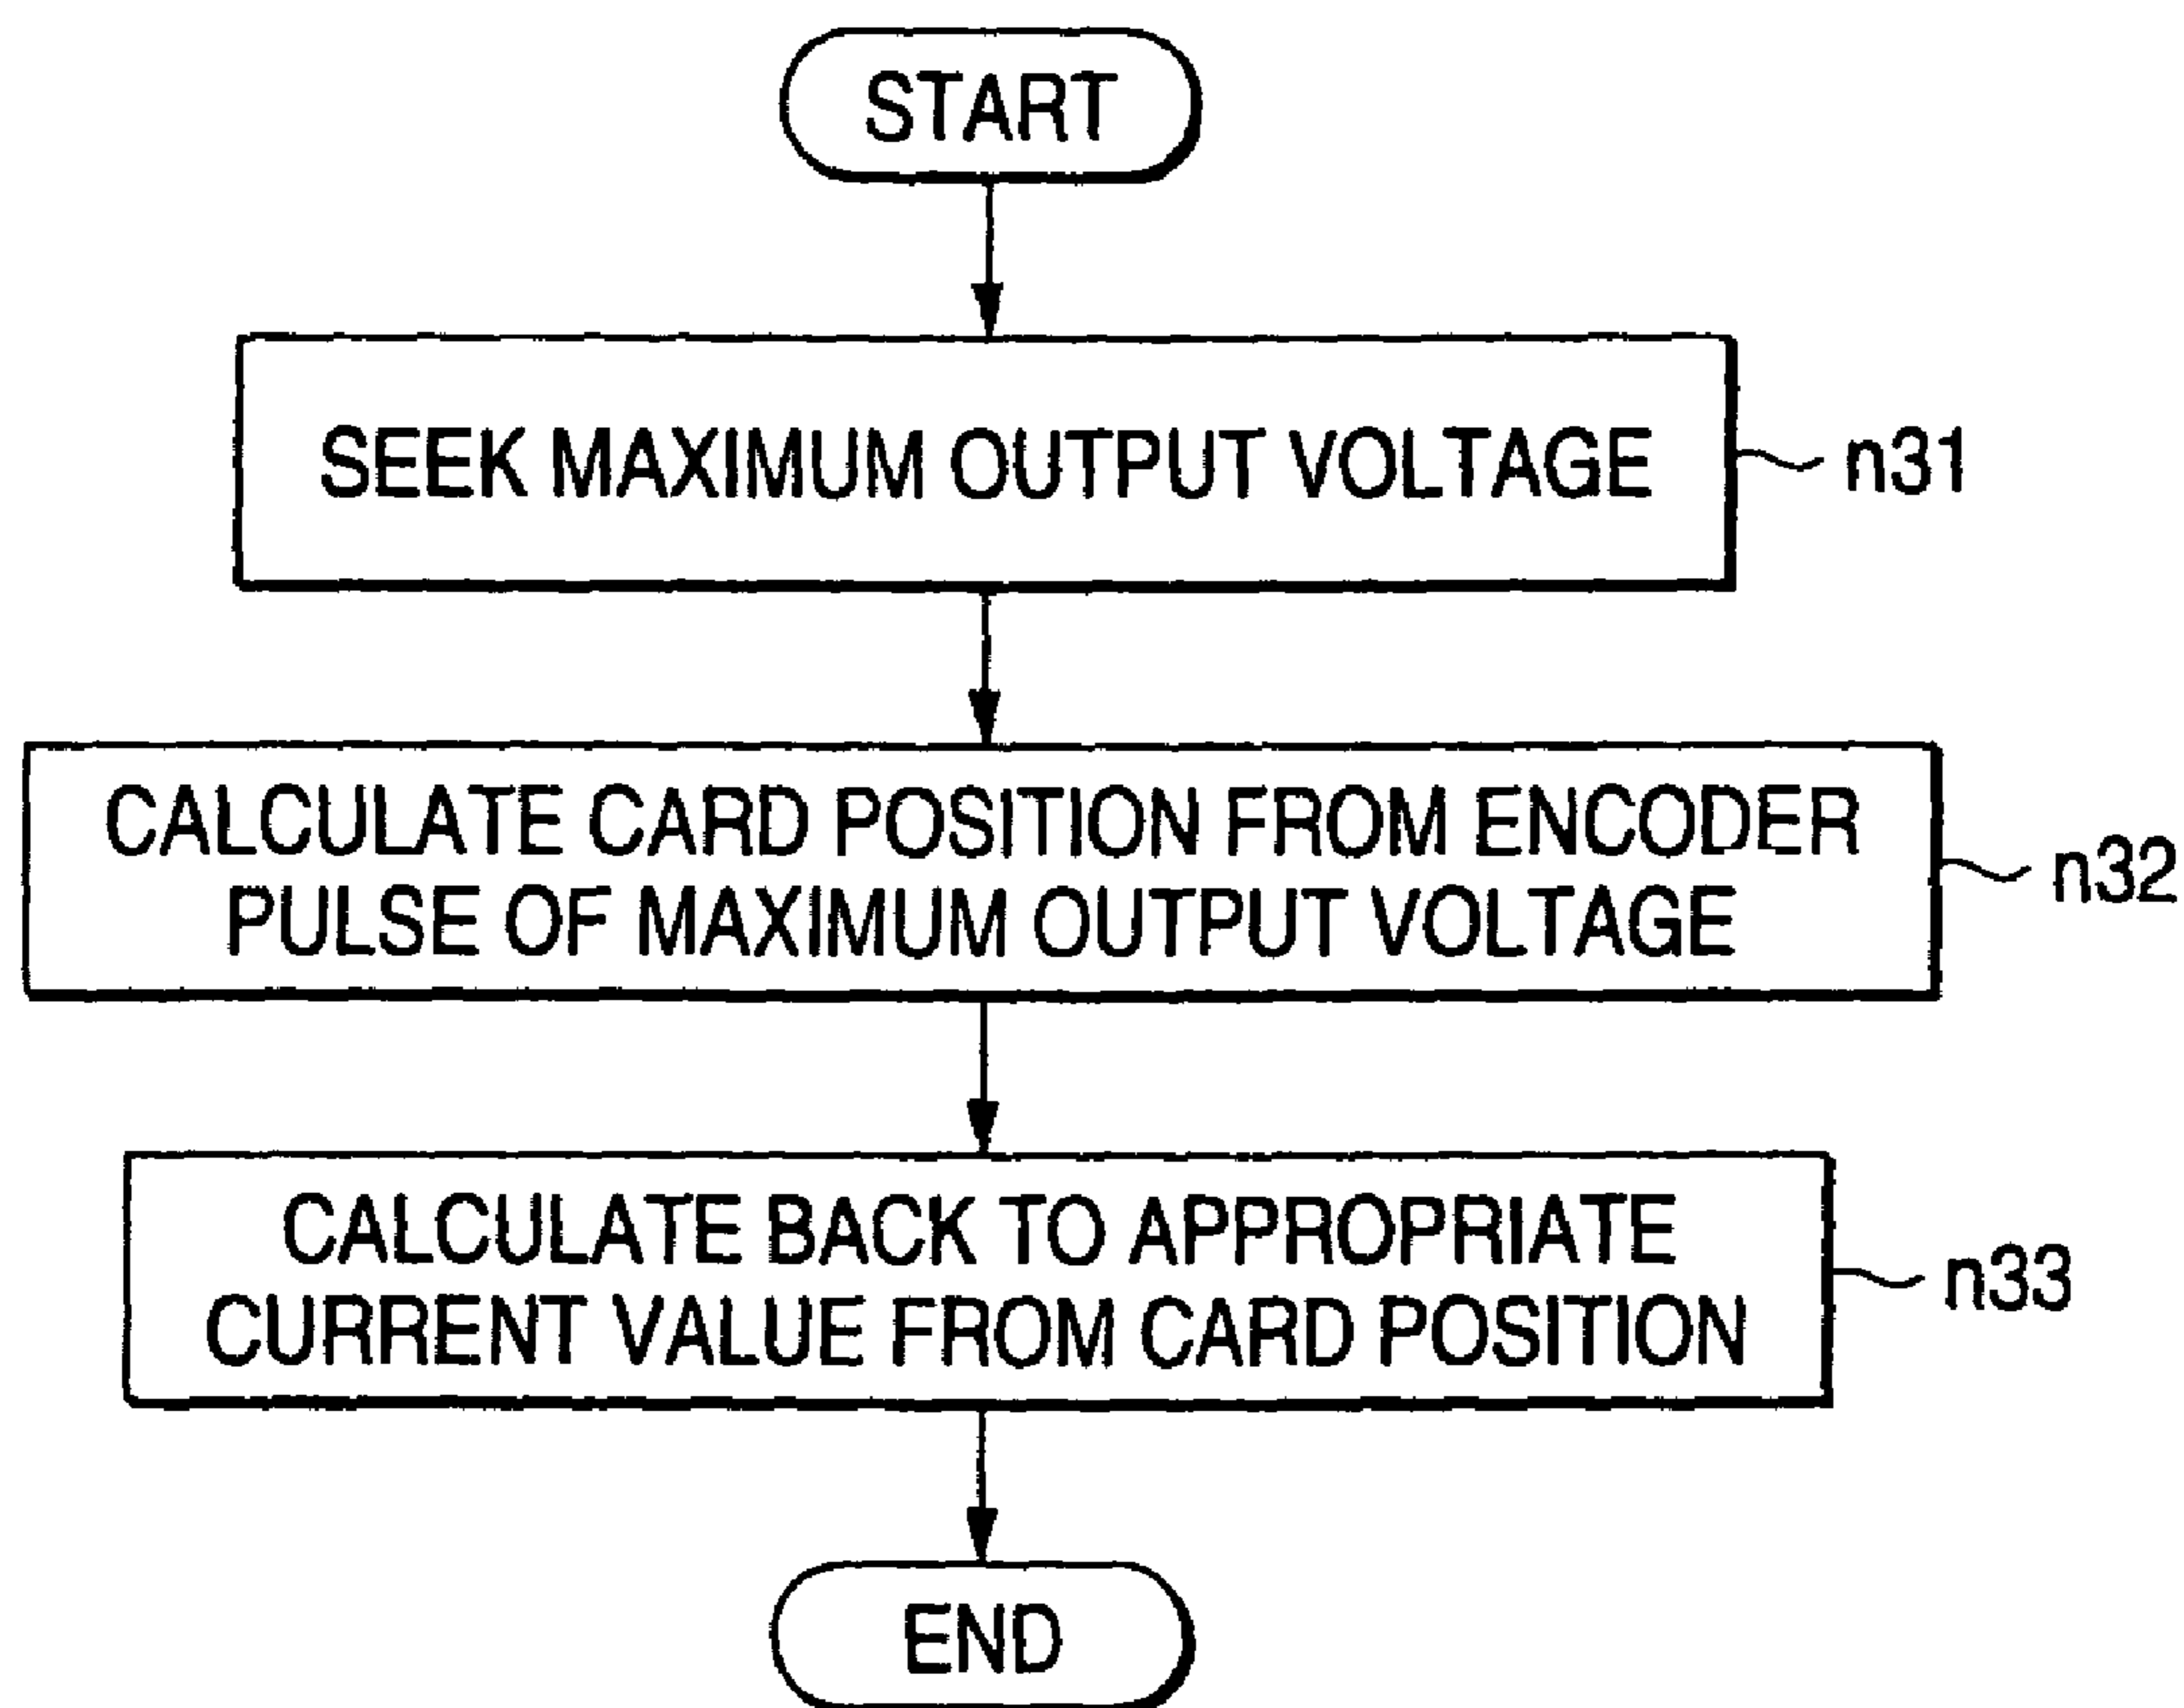 START
SEEK MAXIMUM OUTPUT VOLTAGE
n31
CALCULATE CARD POSITION FROM ENCODER
PULSE OF MAXIMUM OUTPUT VOLTAGE
n32
CALCULATE BACK TO APPROPRIATE
CURRENT VALUE FROM CARD POSITION
n33
END